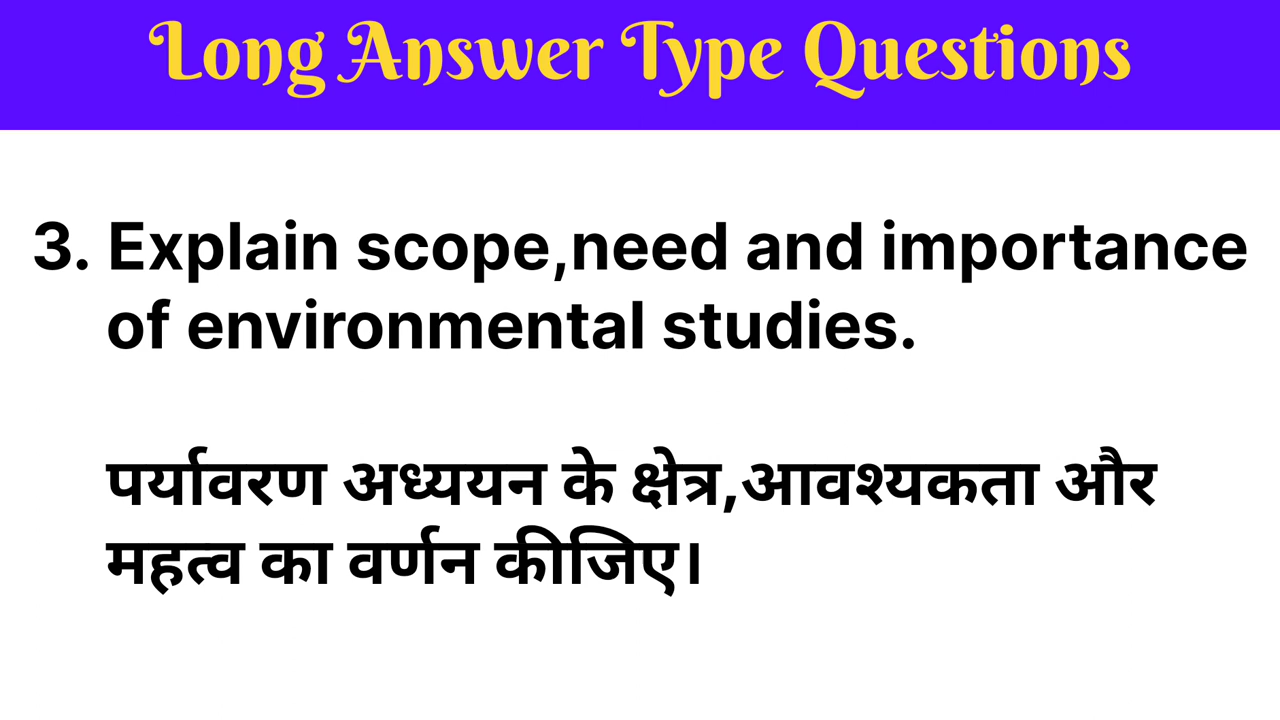 Long Answer Type Questions
3. Explain scope,need and importance
of environmental studies.
पर्यावरण अध्ययन के क्षेत्र,आवश्यकता और
महत्व का वर्णन कीजिए।